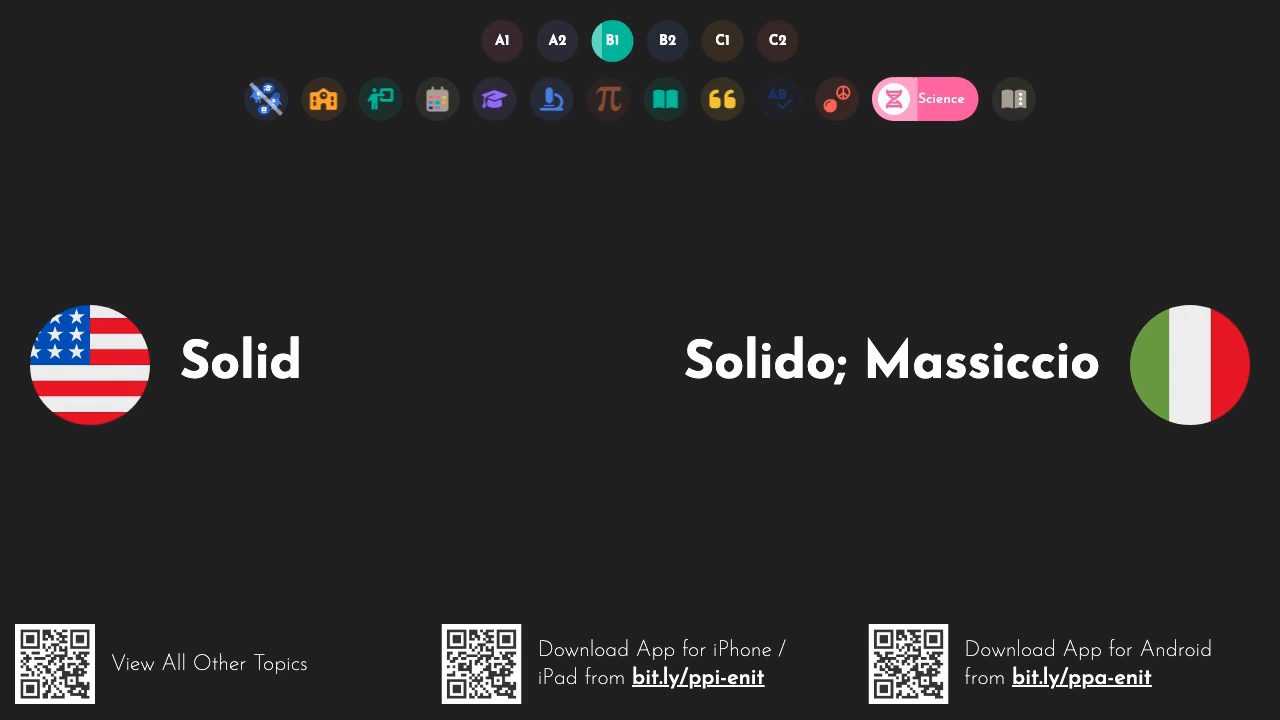 A1 A2 B1 B2 C1 C2
Science
Solid
Solido; Massiccio
View All Other Topics
Download App for iPhone /
iPad from bit.ly/ppi-enit
Download App for Android
from bit.ly/ppa-enit